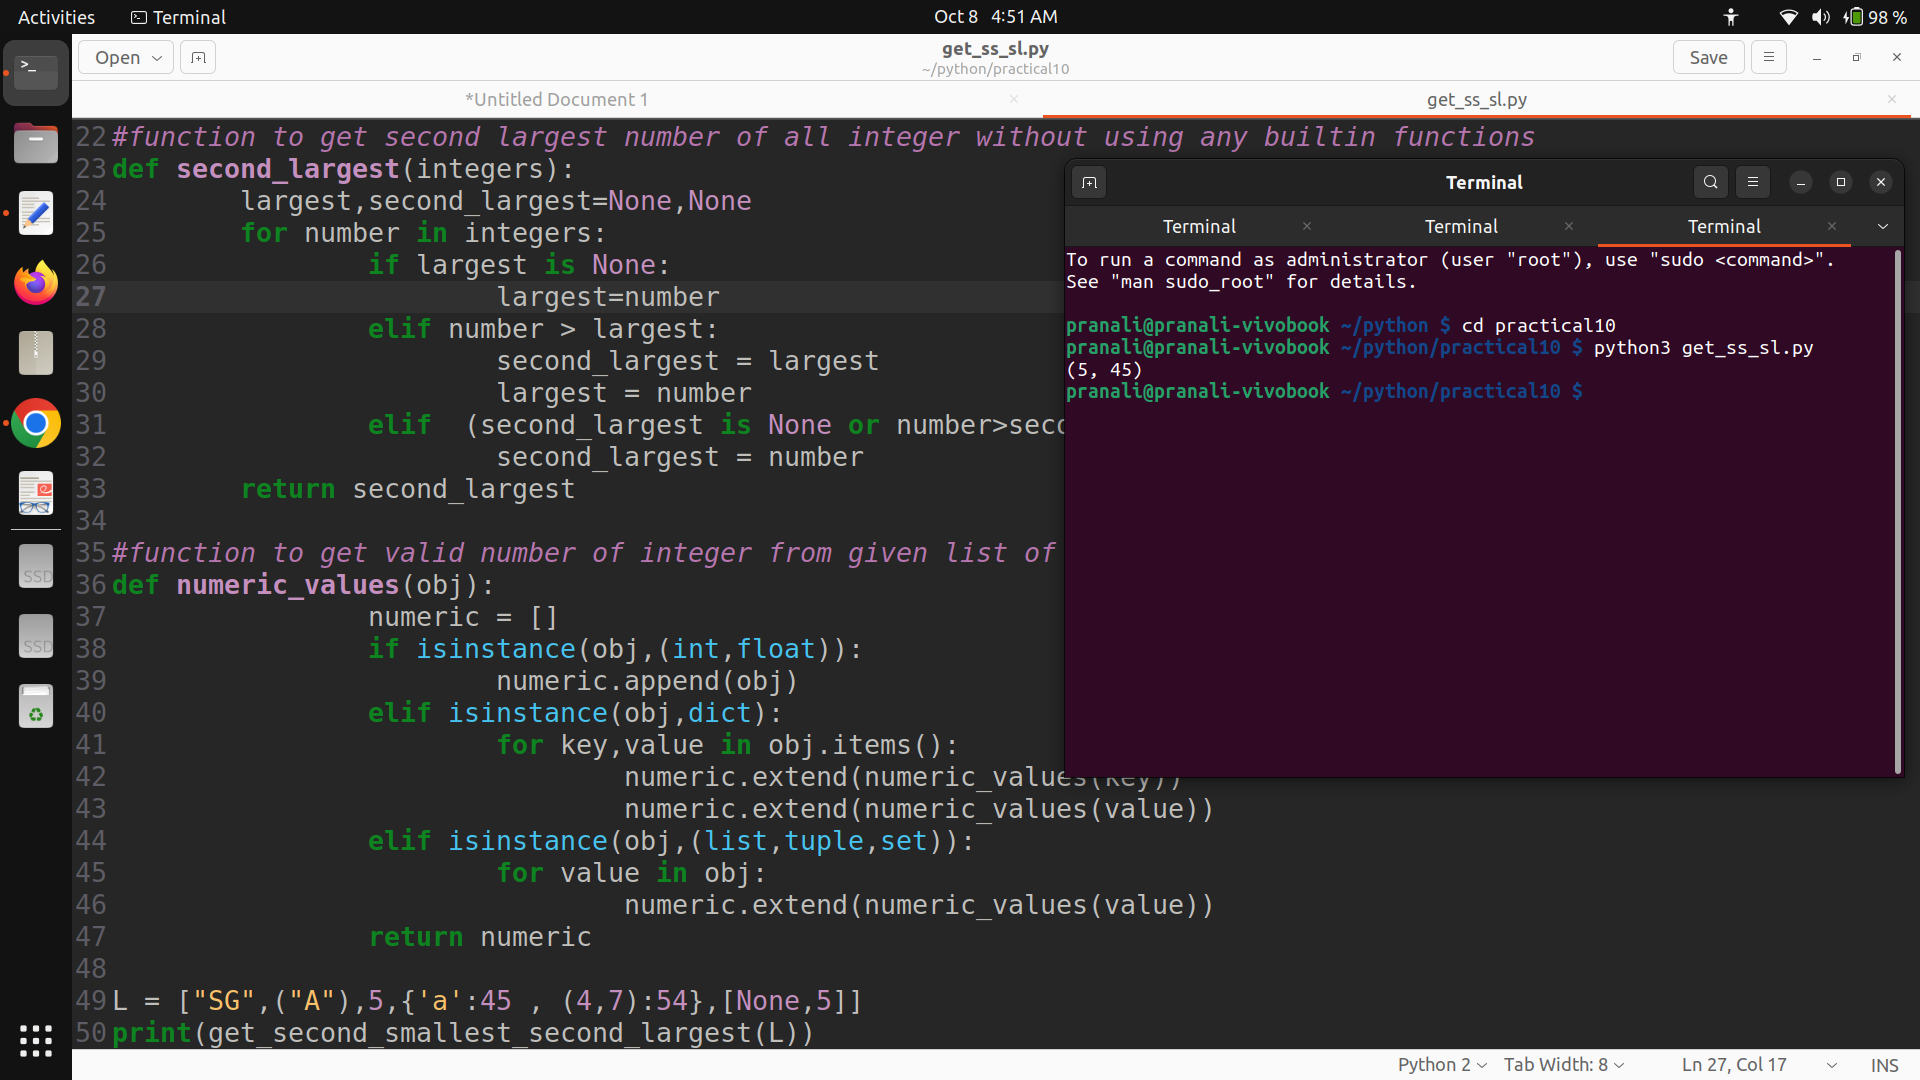 Activities Terminal Oct 8 4:51 AM 98 %
Open get_ss_sl.py Save
~/python/practical10
*Untitled Document 1 get_ss_sl.py
22 #function to get second largest number of all integer without using any builtin functions
23 def second_largest(integers):
24 largest,second_largest=None,None
25 for number in integers:
26 if largest is None:
27 largest=number
28 elif number > largest:
29 second_largest = largest
30 largest = number
31 elif (second_largest is None or number>seco
32 second_largest = number
33 return second_largest
34
35 #function to get valid number of integer from given list of
36 def numeric_values(obj):
37 numeric = []
38 if isinstance(obj,(int,float)):
39 numeric.append(obj)
40 elif isinstance(obj,dict):
41 for key,value in obj.items():
42 numeric.extend(numeric_values(key))
43 numeric.extend(numeric_values(value))
44 elif isinstance(obj,(list,tuple,set)):
45 for value in obj:
46 numeric.extend(numeric_values(value))
47 return numeric
48
49 L = ["SG",("A"),5,{'a':45 , (4,7):54},[None,5]]
50 print(get_second_smallest_second_largest(L))
Terminal
Terminal Terminal Terminal
To run a command as administrator (user "root"), use "sudo <command>".
See "man sudo_root" for details.
pranali@pranali-vivobook ~/python $ cd practical10
pranali@pranali-vivobook ~/python/practical10 $ python3 get_ss_sl.py
(5, 45)
pranali@pranali-vivobook ~/python/practical10 $
SSD
SSD
Python 2 Tab Width: 8 Ln 27, Col 17 INS